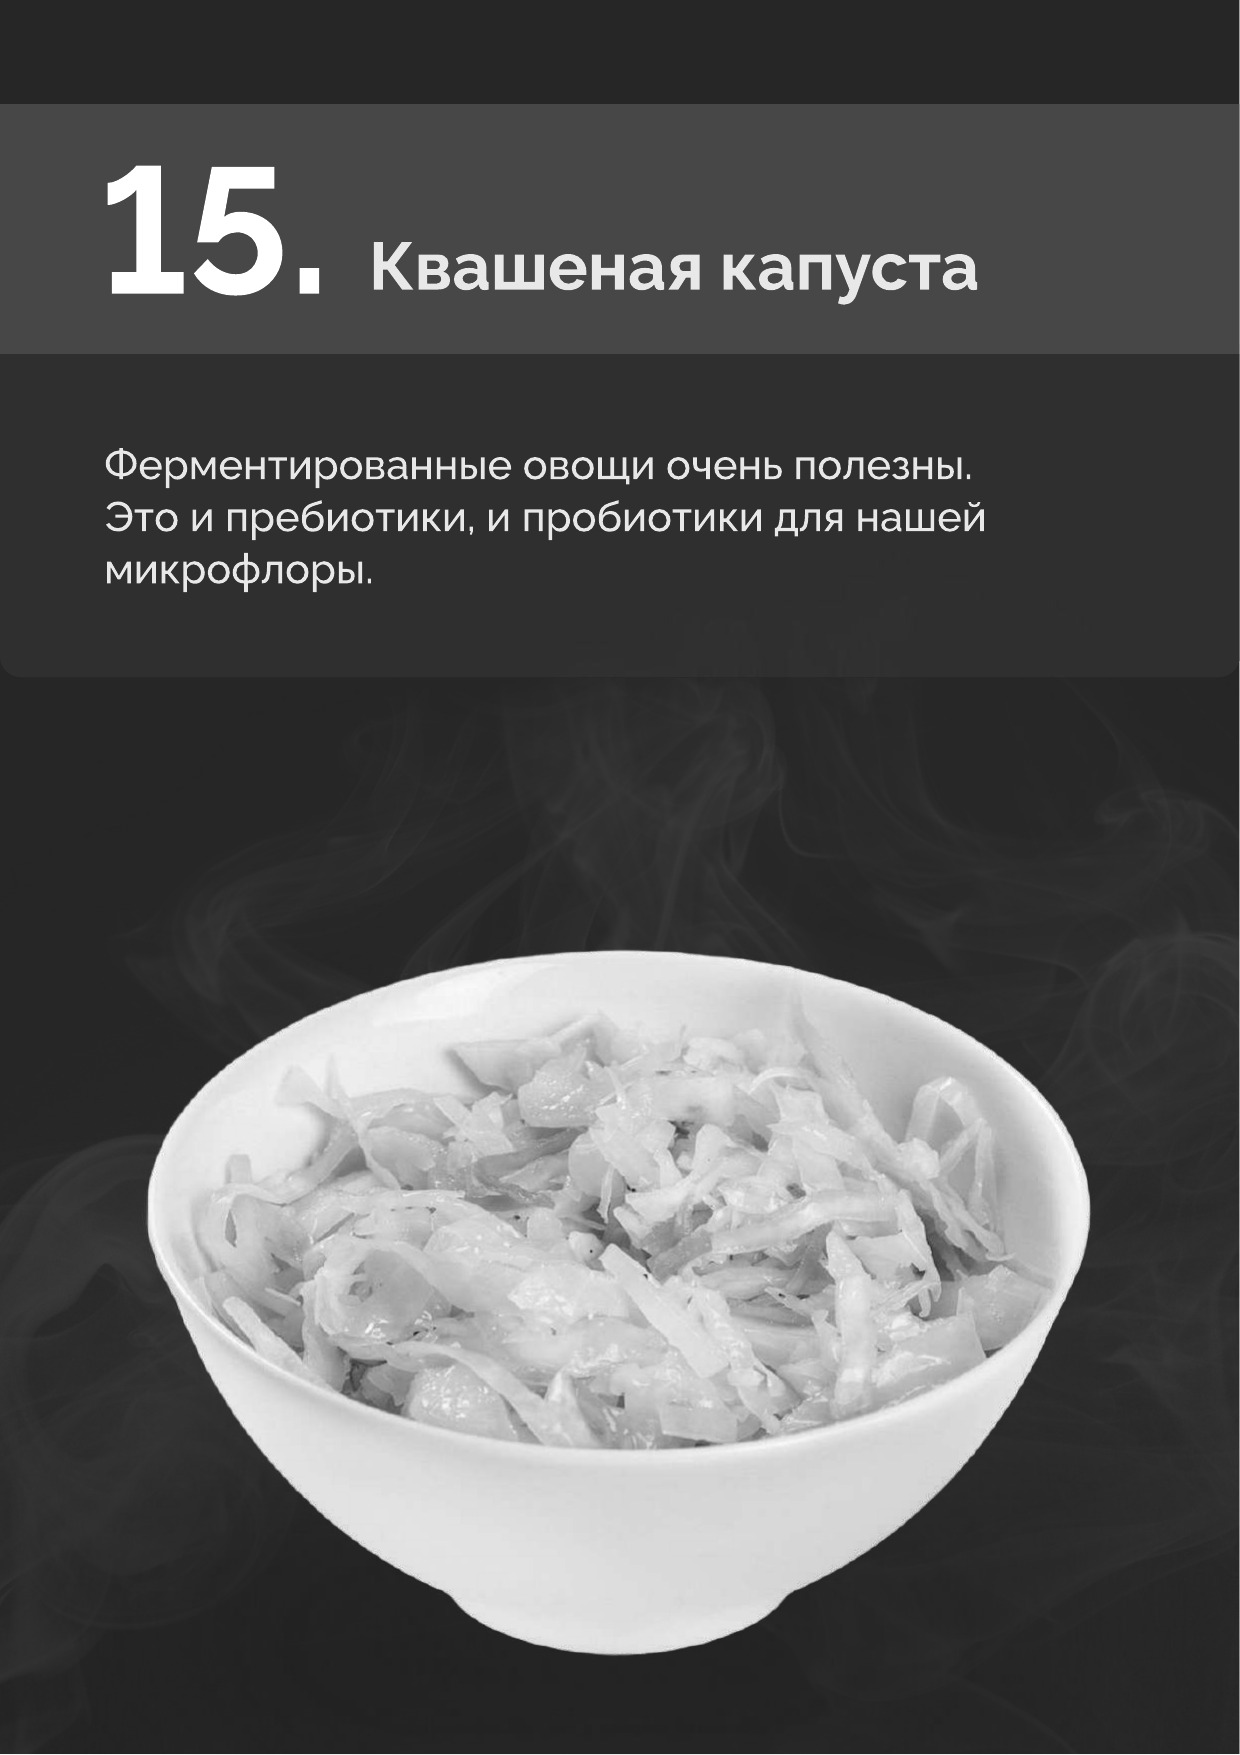 15. Квашеная капуста
Ферментированные овощи очень полезны.
Это и пребиотики, и пробиотики для нашей
микрофлоры.